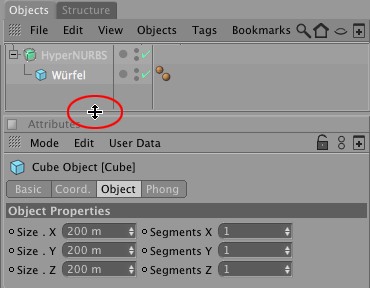 Objects Structure
File Edit View Objects Tags Bookmarks
HyperNURBS
Würfel
Attributes
Mode Edit User Data
Cube Object [Cube]
Basic Coord. Object Phong
Object Properties
Size . X 200 m Segments X 1
Size . Y 200 m Segments Y 1
Size . Z 200 m Segments Z 1